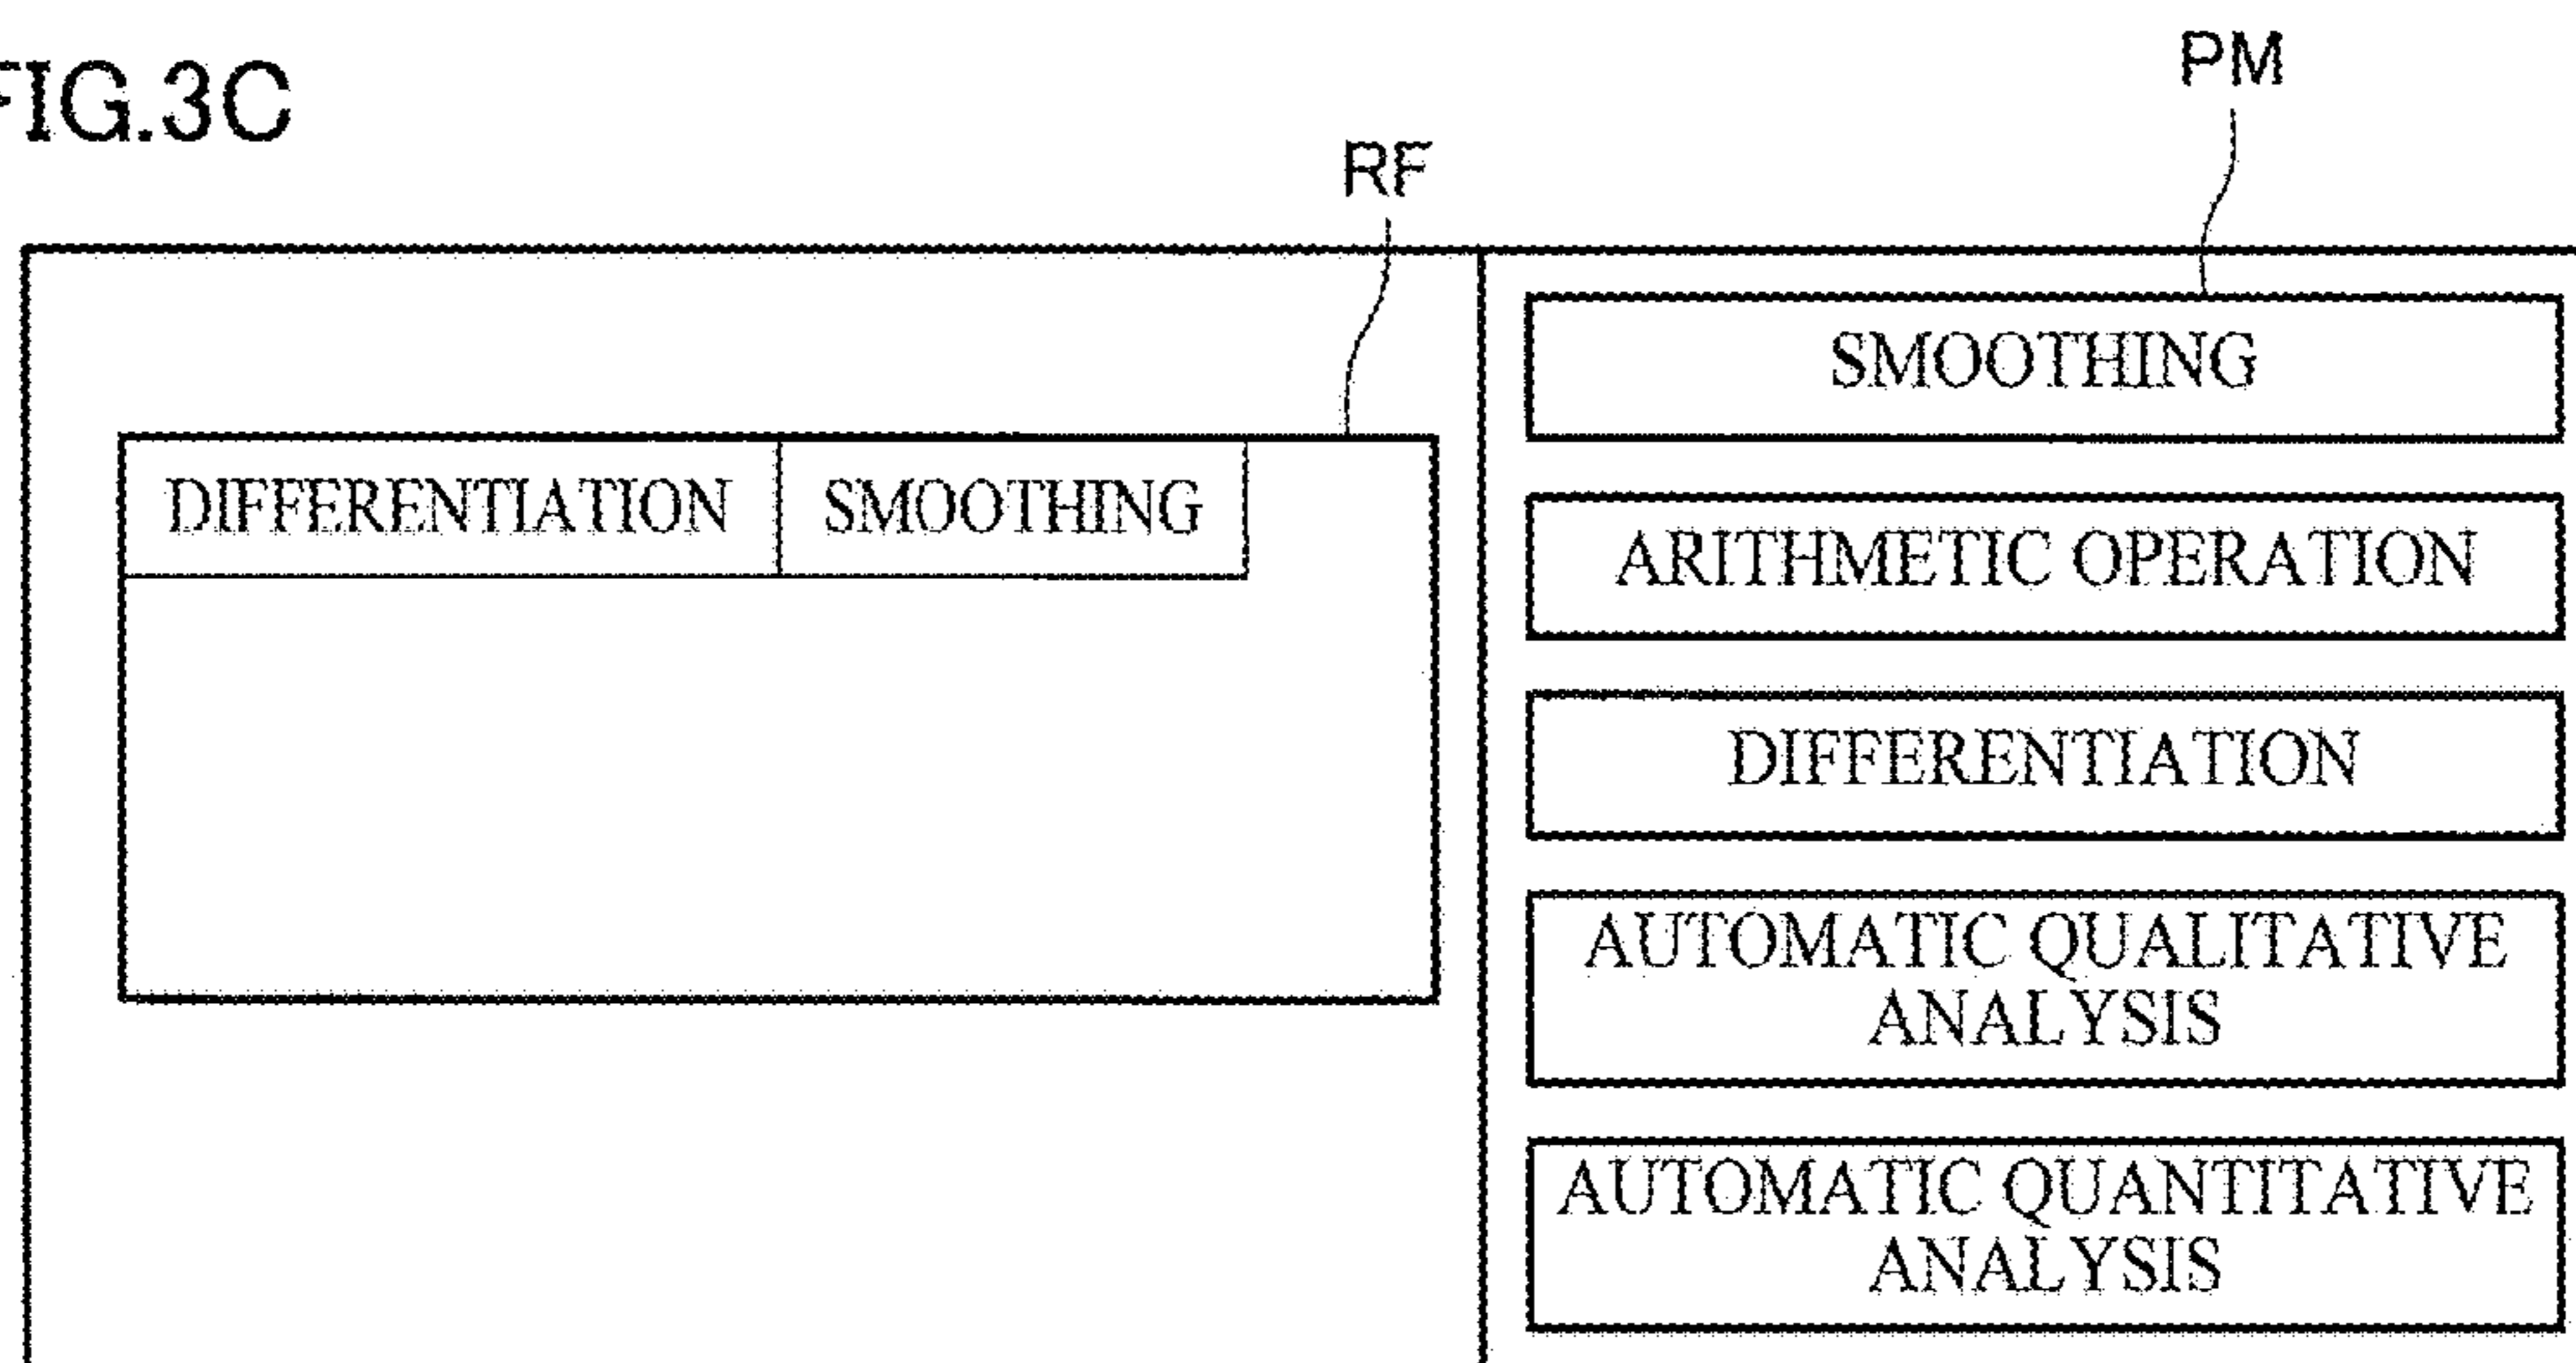 FIG.3C
PM
RF
SMOOTHING
DIFFERENTIATION SMOOTHING
ARITHMETIC OPERATION
DIFFERENTIATION
AUTOMATIC QUALITATIVE
ANALYSIS
AUTOMATIC QUANTITATIVE
ANALYSIS